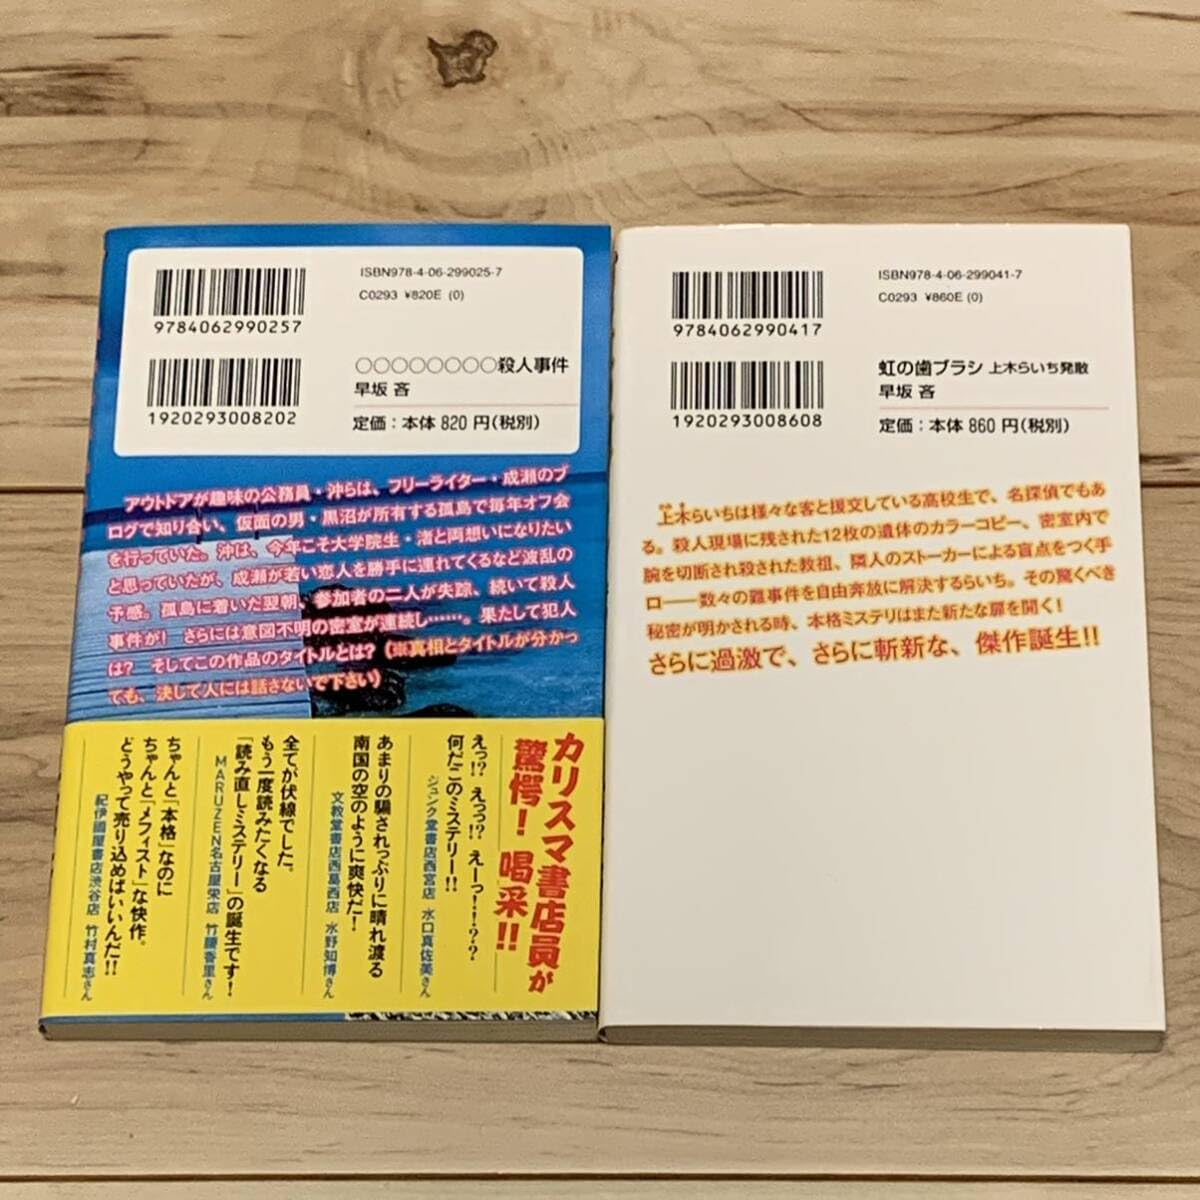 ISBN978-4-06-299025-7
C0293 ¥820E (0)
9784062990257
1920293008202
○○○○○○○○殺人事件
早坂 吝
定価：本体 820 円(税別)
アウトドアが趣味の公務員・沖らは、フリーライター・成瀬のブ
ログで知り合い、仮面の男・黒沼が所有する孤島で毎年オフ会
を行っていた。沖は、今年こそ大学院生・渚と両想いになりたい
と思っていたが、成瀬が若い恋人を勝手に連れてくるなど波乱の
予感。孤島に着いた翌朝、参加者の二人が失踪、続いて殺人
事件が！ さらには意図不明の密室が連続し……。果たして犯人
は？ そしてこの作品のタイトルとは？（※真相とタイトルが分かっ
ても、決して人には話さないで下さい）
カリスマ書店員が
驚愕！ 喝采!!
えっ!? えっっ!? えーっ!・!・?・?
何だこのミステリー!!
ジュンク堂書店西宮店 水口真佐美さん
あまりの騙されっぷりに晴れ渡る
南国の空のように爽快だ！
文教堂書店西葛西店 水野知博さん
全てが伏線でした。
もう一度読みたくなる
「読み直しミステリー」の誕生です！
MARUZEN名古屋栄店 竹腰香里さん
ちゃんと「本格」なのに
ちゃんと「メフィスト」な快作。
どうやって売り込めばいいんだ!!
紀伊國屋書店渋谷店 竹村真志さん
ISBN978-4-06-299041-7
C0293 ¥860E (0)
9784062990417
1920293008608
虹の歯ブラシ 上木らいち発散
早坂 吝
定価：本体 860 円(税別)
上木らいちは様々な客と援交している高校生で、名探偵でもあ
る。殺人現場に残された12枚の遺体のカラーコピー、密室内で
腕を切断され殺された教祖、隣人のストーカーによる盲点をつく手
口――数々の難事件を自由奔放に解決するらいち。その驚くべき
秘密が明かされる時、本格ミステリはまた新たな扉を開く！
さらに過激で、さらに斬新な、傑作誕生!!